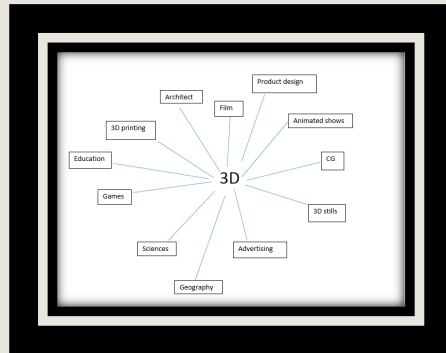 Product design
Architect
Film
Animated shows
3D printing
Education
CG
3D
Games
3D stills
Sciences
Advertising
Geography